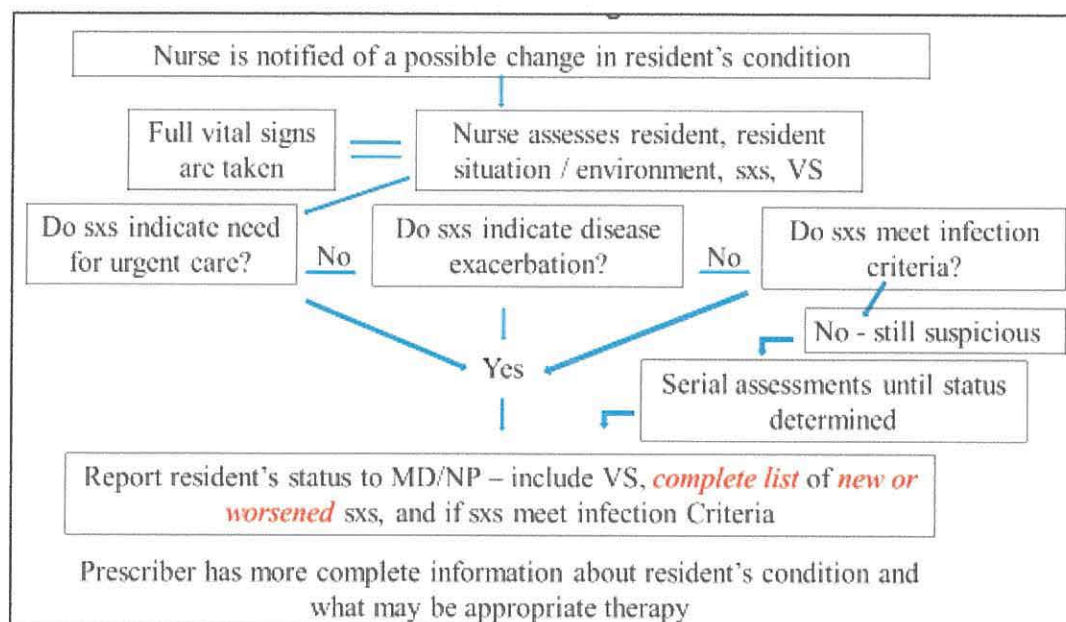 Nurse is notified of a possible change in resident's condition
Full vital signs
are taken
Nurse assesses resident, resident
situation / environment, sxs, VS
Do sxs indicate need
for urgent care?
No
Do sxs indicate disease
exacerbation?
No
Do sxs meet infection
criteria?
No - still suspicious
Yes
Serial assessments until status
determined
Report resident's status to MD/NP – include VS, complete list of new or
worsened sxs, and if sxs meet infection Criteria
Prescriber has more complete information about resident's condition and
what may be appropriate therapy